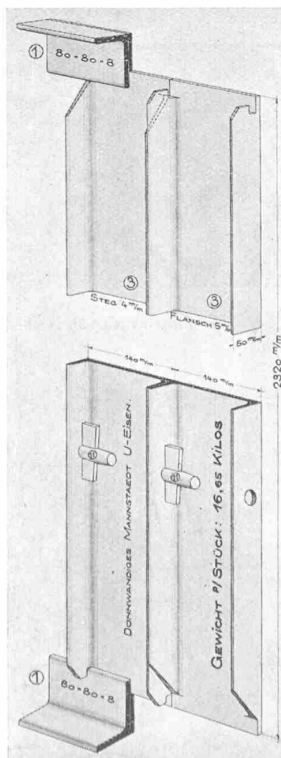 ①
80-80-8
③
③
STEG 4 m/m
FLANSCH 5 m/m
50 m/m
2320 m/m
140 m/m
140 m/m
DÜNNWANDIGES MANNSTAEDT U-EISEN.
GEWICHT P/STÜCK: 16,65 KILOS
①
80-80-8